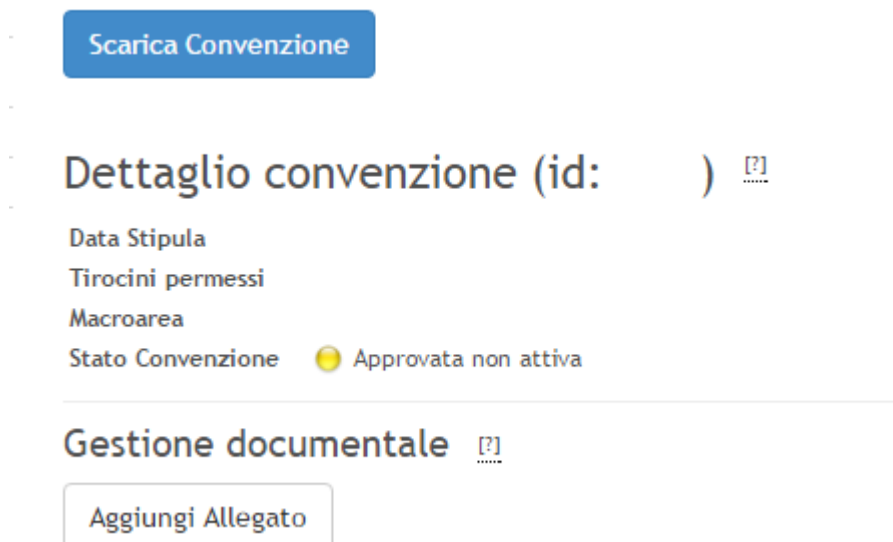 Scarica Convenzione
Dettaglio convenzione (id: ) [?]
Data Stipula
Tirocini permessi
Macroarea
Stato Convenzione Approvata non attiva
Gestione documentale [?]
Aggiungi Allegato